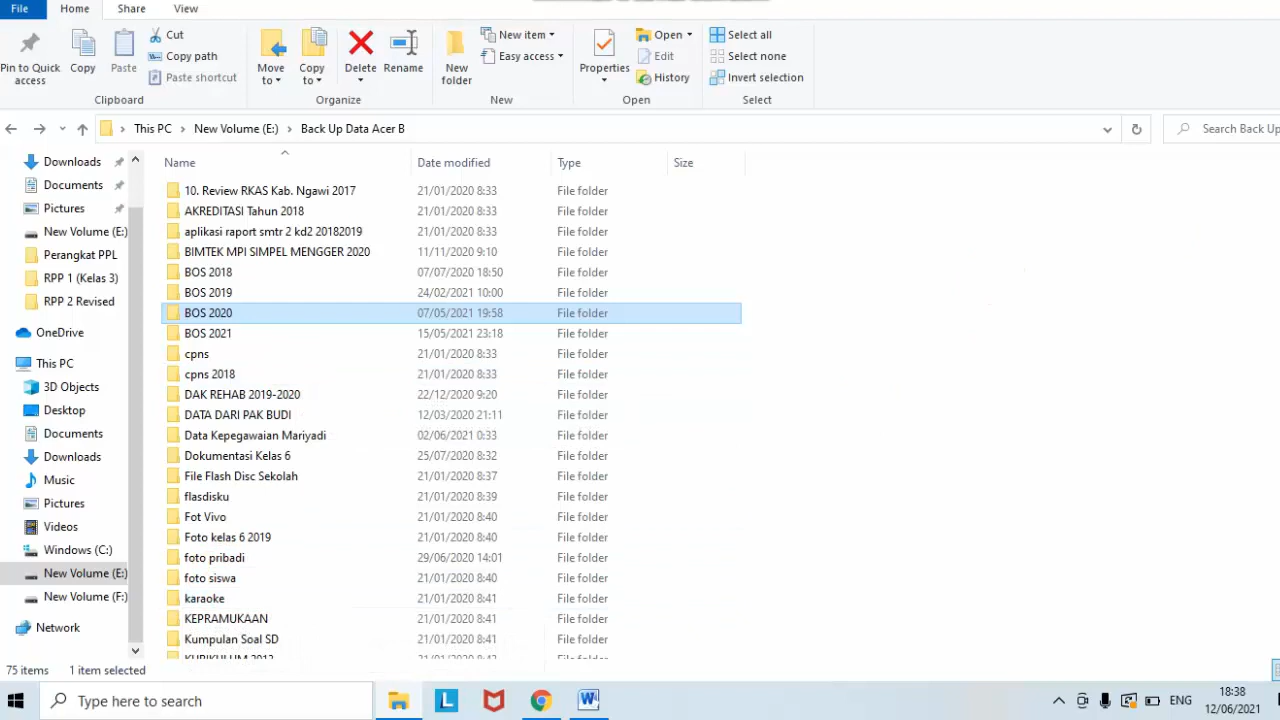 File Home Share View
Pin to Quick access
Copy
Paste
Cut
Copy path
Paste shortcut
Clipboard
Move to
Copy to
Delete
Rename
Organize
New folder
New item
Easy access
New
Properties
Open
Edit
History
Open
Select all
Select none
Invert selection
Select
This PC New Volume (E:) Back Up Data Acer B
Search Back Up
Name Date modified Type Size
Downloads
Documents
Pictures
New Volume (E:)
Perangkat PPL
RPP 1 (Kelas 3)
RPP 2 Revised
OneDrive
This PC
3D Objects
Desktop
Documents
Downloads
Music
Pictures
Videos
Windows (C:)
New Volume (E:)
New Volume (F:)
Network
10. Review RKAS Kab. Ngawi 2017 21/01/2020 8:33 File folder
AKREDITASI Tahun 2018 21/01/2020 8:33 File folder
aplikasi raport smtr 2 kd2 20182019 21/01/2020 8:33 File folder
BIMTEK MPI SIMPEL MENGGER 2020 11/11/2020 9:10 File folder
BOS 2018 07/07/2020 18:50 File folder
BOS 2019 24/02/2021 10:00 File folder
BOS 2020 07/05/2021 19:58 File folder
BOS 2021 15/05/2021 23:18 File folder
cpns 21/01/2020 8:33 File folder
cpns 2018 21/01/2020 8:33 File folder
DAK REHAB 2019-2020 22/12/2020 9:20 File folder
DATA DARI PAK BUDI 12/03/2020 21:11 File folder
Data Kepegawaian Mariyadi 02/06/2021 0:33 File folder
Dokumentasi Kelas 6 25/07/2020 8:32 File folder
File Flash Disc Sekolah 21/01/2020 8:37 File folder
flasdisku 21/01/2020 8:39 File folder
Fot Vivo 21/01/2020 8:40 File folder
Foto kelas 6 2019 21/01/2020 8:40 File folder
foto pribadi 29/06/2020 14:01 File folder
foto siswa 21/01/2020 8:40 File folder
karaoke 21/01/2020 8:41 File folder
KEPRAMUKAAN 21/01/2020 8:41 File folder
Kumpulan Soal SD 21/01/2020 8:41 File folder
75 items 1 item selected
Type here to search
ENG
18:38
12/06/2021